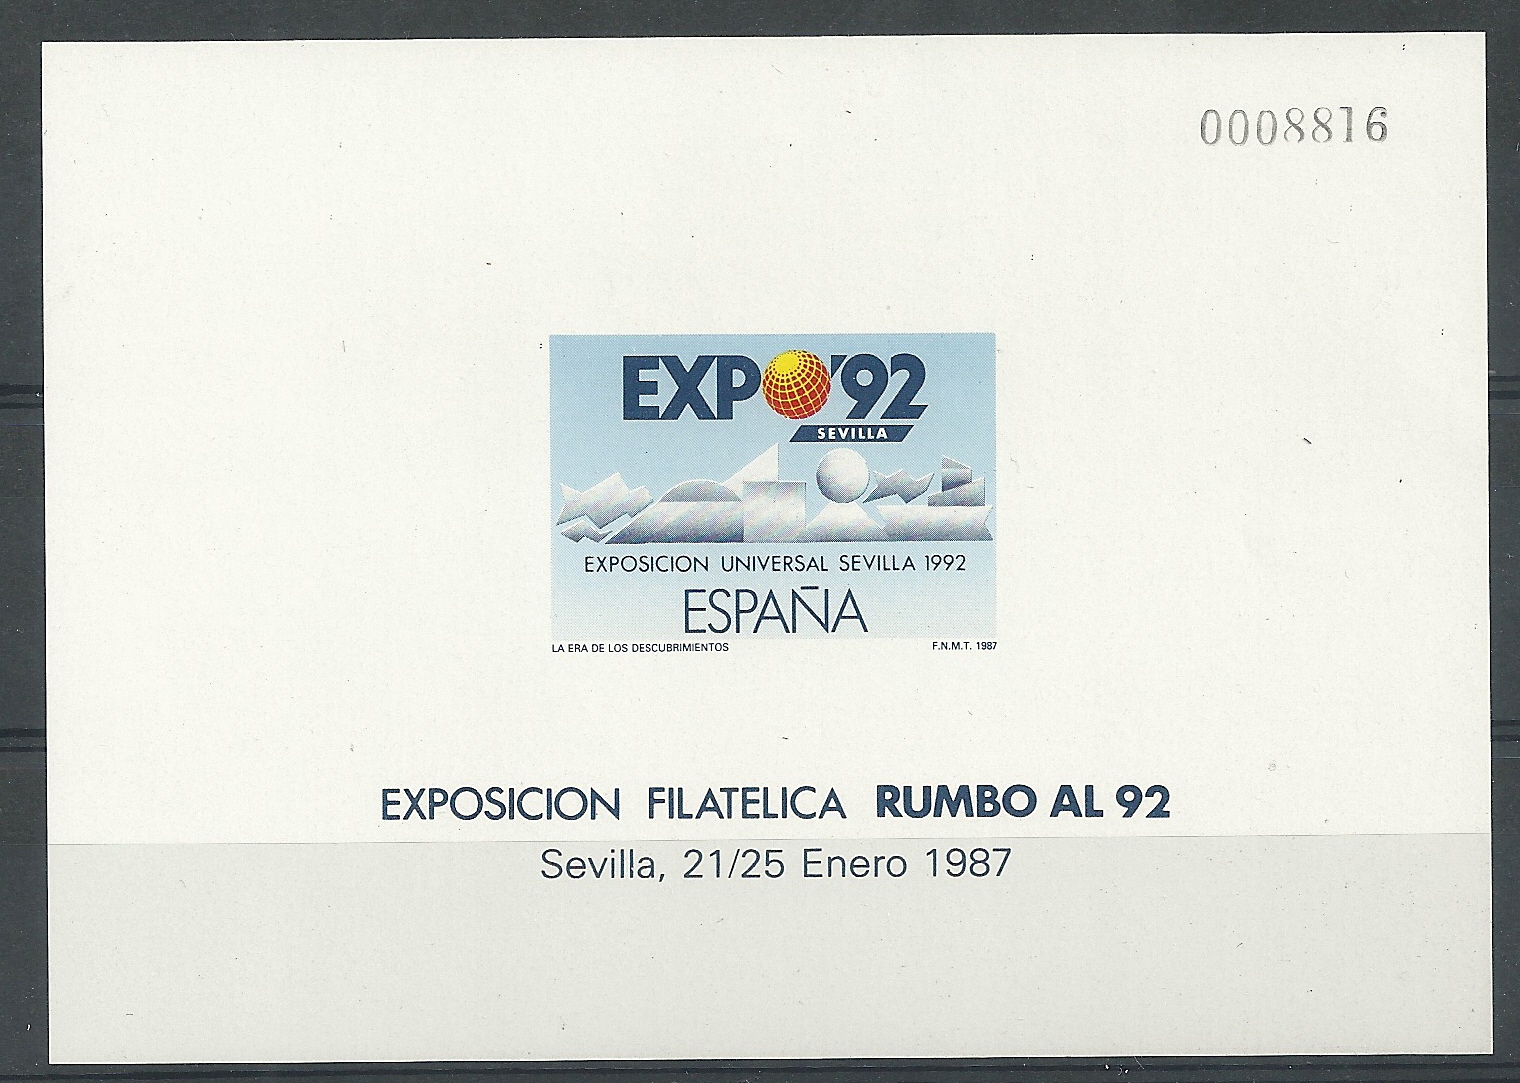 0008816
EXPO'92
SEVILLA
EXPOSICION UNIVERSAL SEVILLA 1992
ESPAÑA
LA ERA DE LOS DESCUBRIMIENTOS F.N.M.T. 1987
EXPOSICION FILATELICA RUMBO AL 92
Sevilla, 21/25 Enero 1987